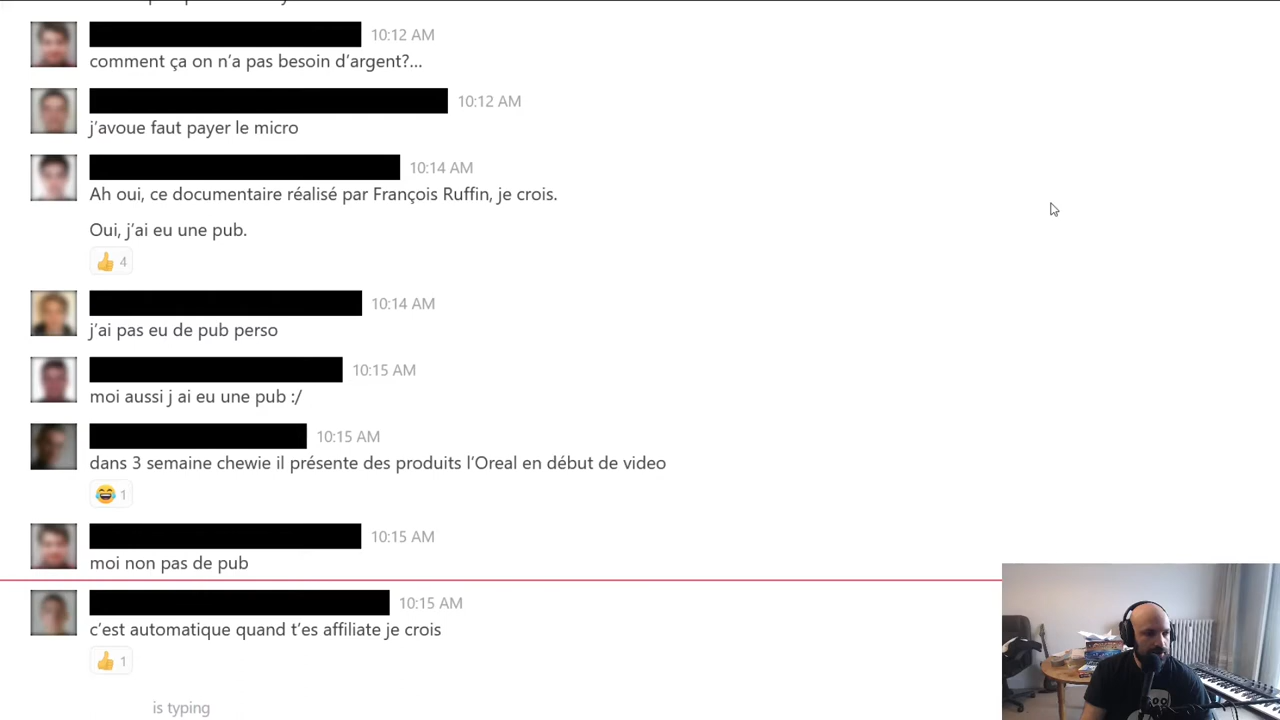 10:12 AM
comment ça on n’a pas besoin d’argent?...
10:12 AM
j’avoue faut payer le micro
10:14 AM
Ah oui, ce documentaire réalisé par François Ruffin, je crois.
Oui, j’ai eu une pub.
4
10:14 AM
j’ai pas eu de pub perso
10:15 AM
moi aussi j ai eu une pub :/
10:15 AM
dans 3 semaine chewie il présente des produits l’Oreal en début de video
1
10:15 AM
moi non pas de pub
10:15 AM
c’est automatique quand t’es affiliate je crois
1
is typing